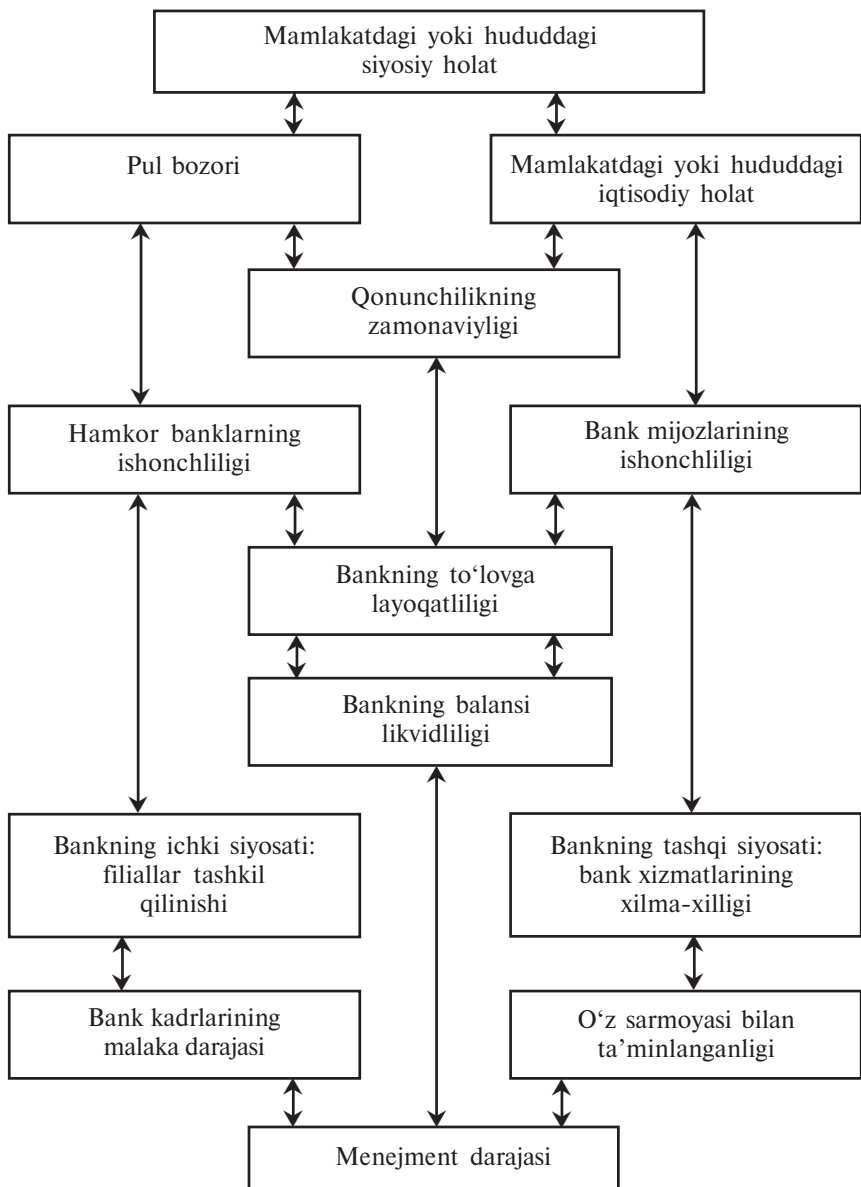 Mamlakatdagi yoki hududdagi
siyosiy holat
Pul bozori
Mamlakatdagi yoki hududdagi
iqtisodiy holat
Qonunchilikning
zamonaviyligi
Hamkor banklarning
ishonchliligi
Bank mijozlarining
ishonchliligi
Bankning to‘lovga
layoqatliligi
Bankning balansi
likvidliligi
Bankning ichki siyosati:
filiallar tashkil
qilinishi
Bankning tashqi siyosati:
bank xizmatlarining
xilma-xilligi
Bank kadrlarining
malaka darajasi
O‘z sarmoyasi bilan
ta’minlanganligi
Menejment darajasi